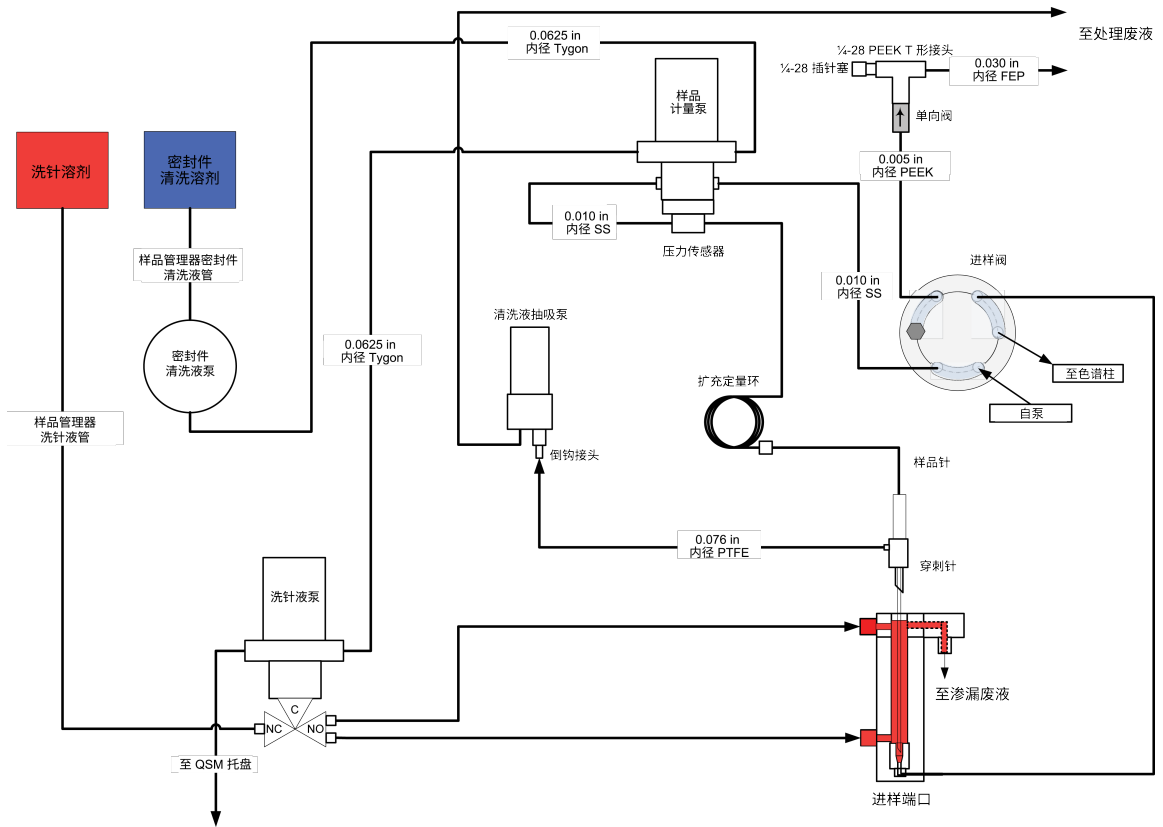 至处理废液
0.0625 in
内径 Tygon
¼-28 PEEK T 形接头
¼-28 插针塞
0.030 in
内径 FEP
样品
计量泵
单向阀
洗针溶剂
密封件
清洗溶剂
0.005 in
内径 PEEK
0.010 in
内径 SS
压力传感器
样品管理器密封件
清洗液管
进样阀
0.010 in
内径 SS
清洗液抽吸泵
0.0625 in
内径 Tygon
密封件
清洗液泵
至色谱柱
扩充定量环
自泵
样品管理器
洗针液管
倒钩接头
样品针
0.076 in
内径 PTFE
穿刺针
洗针液泵
至渗漏废液
C
NC
NO
至 QSM 托盘
进样端口